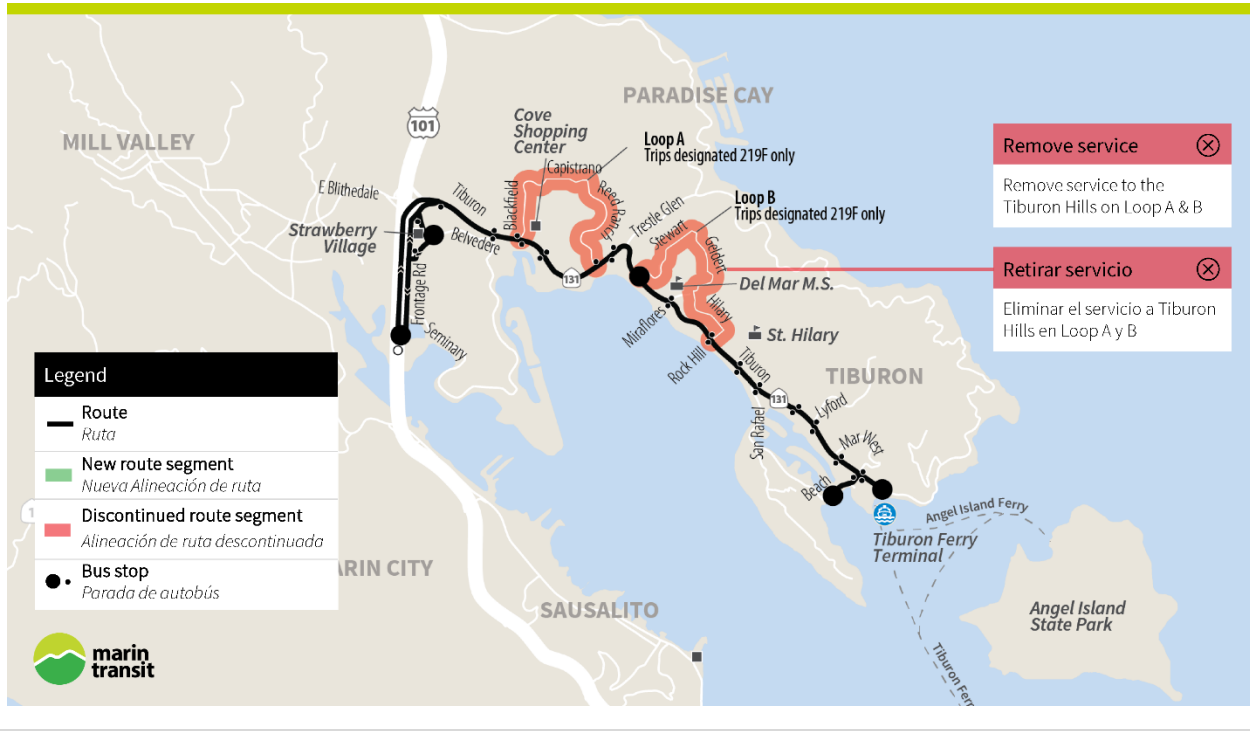 PARADISE CAY
MILL VALLEY
101
Cove
Shopping
Center
Loop A
Trips designated 219F only
Capistrano
Reed Ranch
E Blithedale
Tiburon
Blackfield
Belvedere
Strawberry
Village
Frontage Rd
Seminary
131
Trestle Glen
Loop B
Trips designated 219F only
Stewart
Geldert
Hilary
Del Mar M.S.
Miraflores
St. Hilary
Rock Hill
Tiburon
TIBURON
131
San Rafael
Lyford
Mar West
Beach
Tiburon Ferry
Terminal
Angel Island Ferry
Angel Island
State Park
Tiburon Ferry
SAUSALITO
ARIN CITY
Remove service
Remove service to the
Tiburon Hills on Loop A & B
Retirar servicio
Eliminar el servicio a Tiburon
Hills en Loop A y B
Legend
Route
Ruta
New route segment
Nueva Alineación de ruta
Discontinued route segment
Alineación de ruta descontinuada
Bus stop
Parada de autobús
1
marin
transit